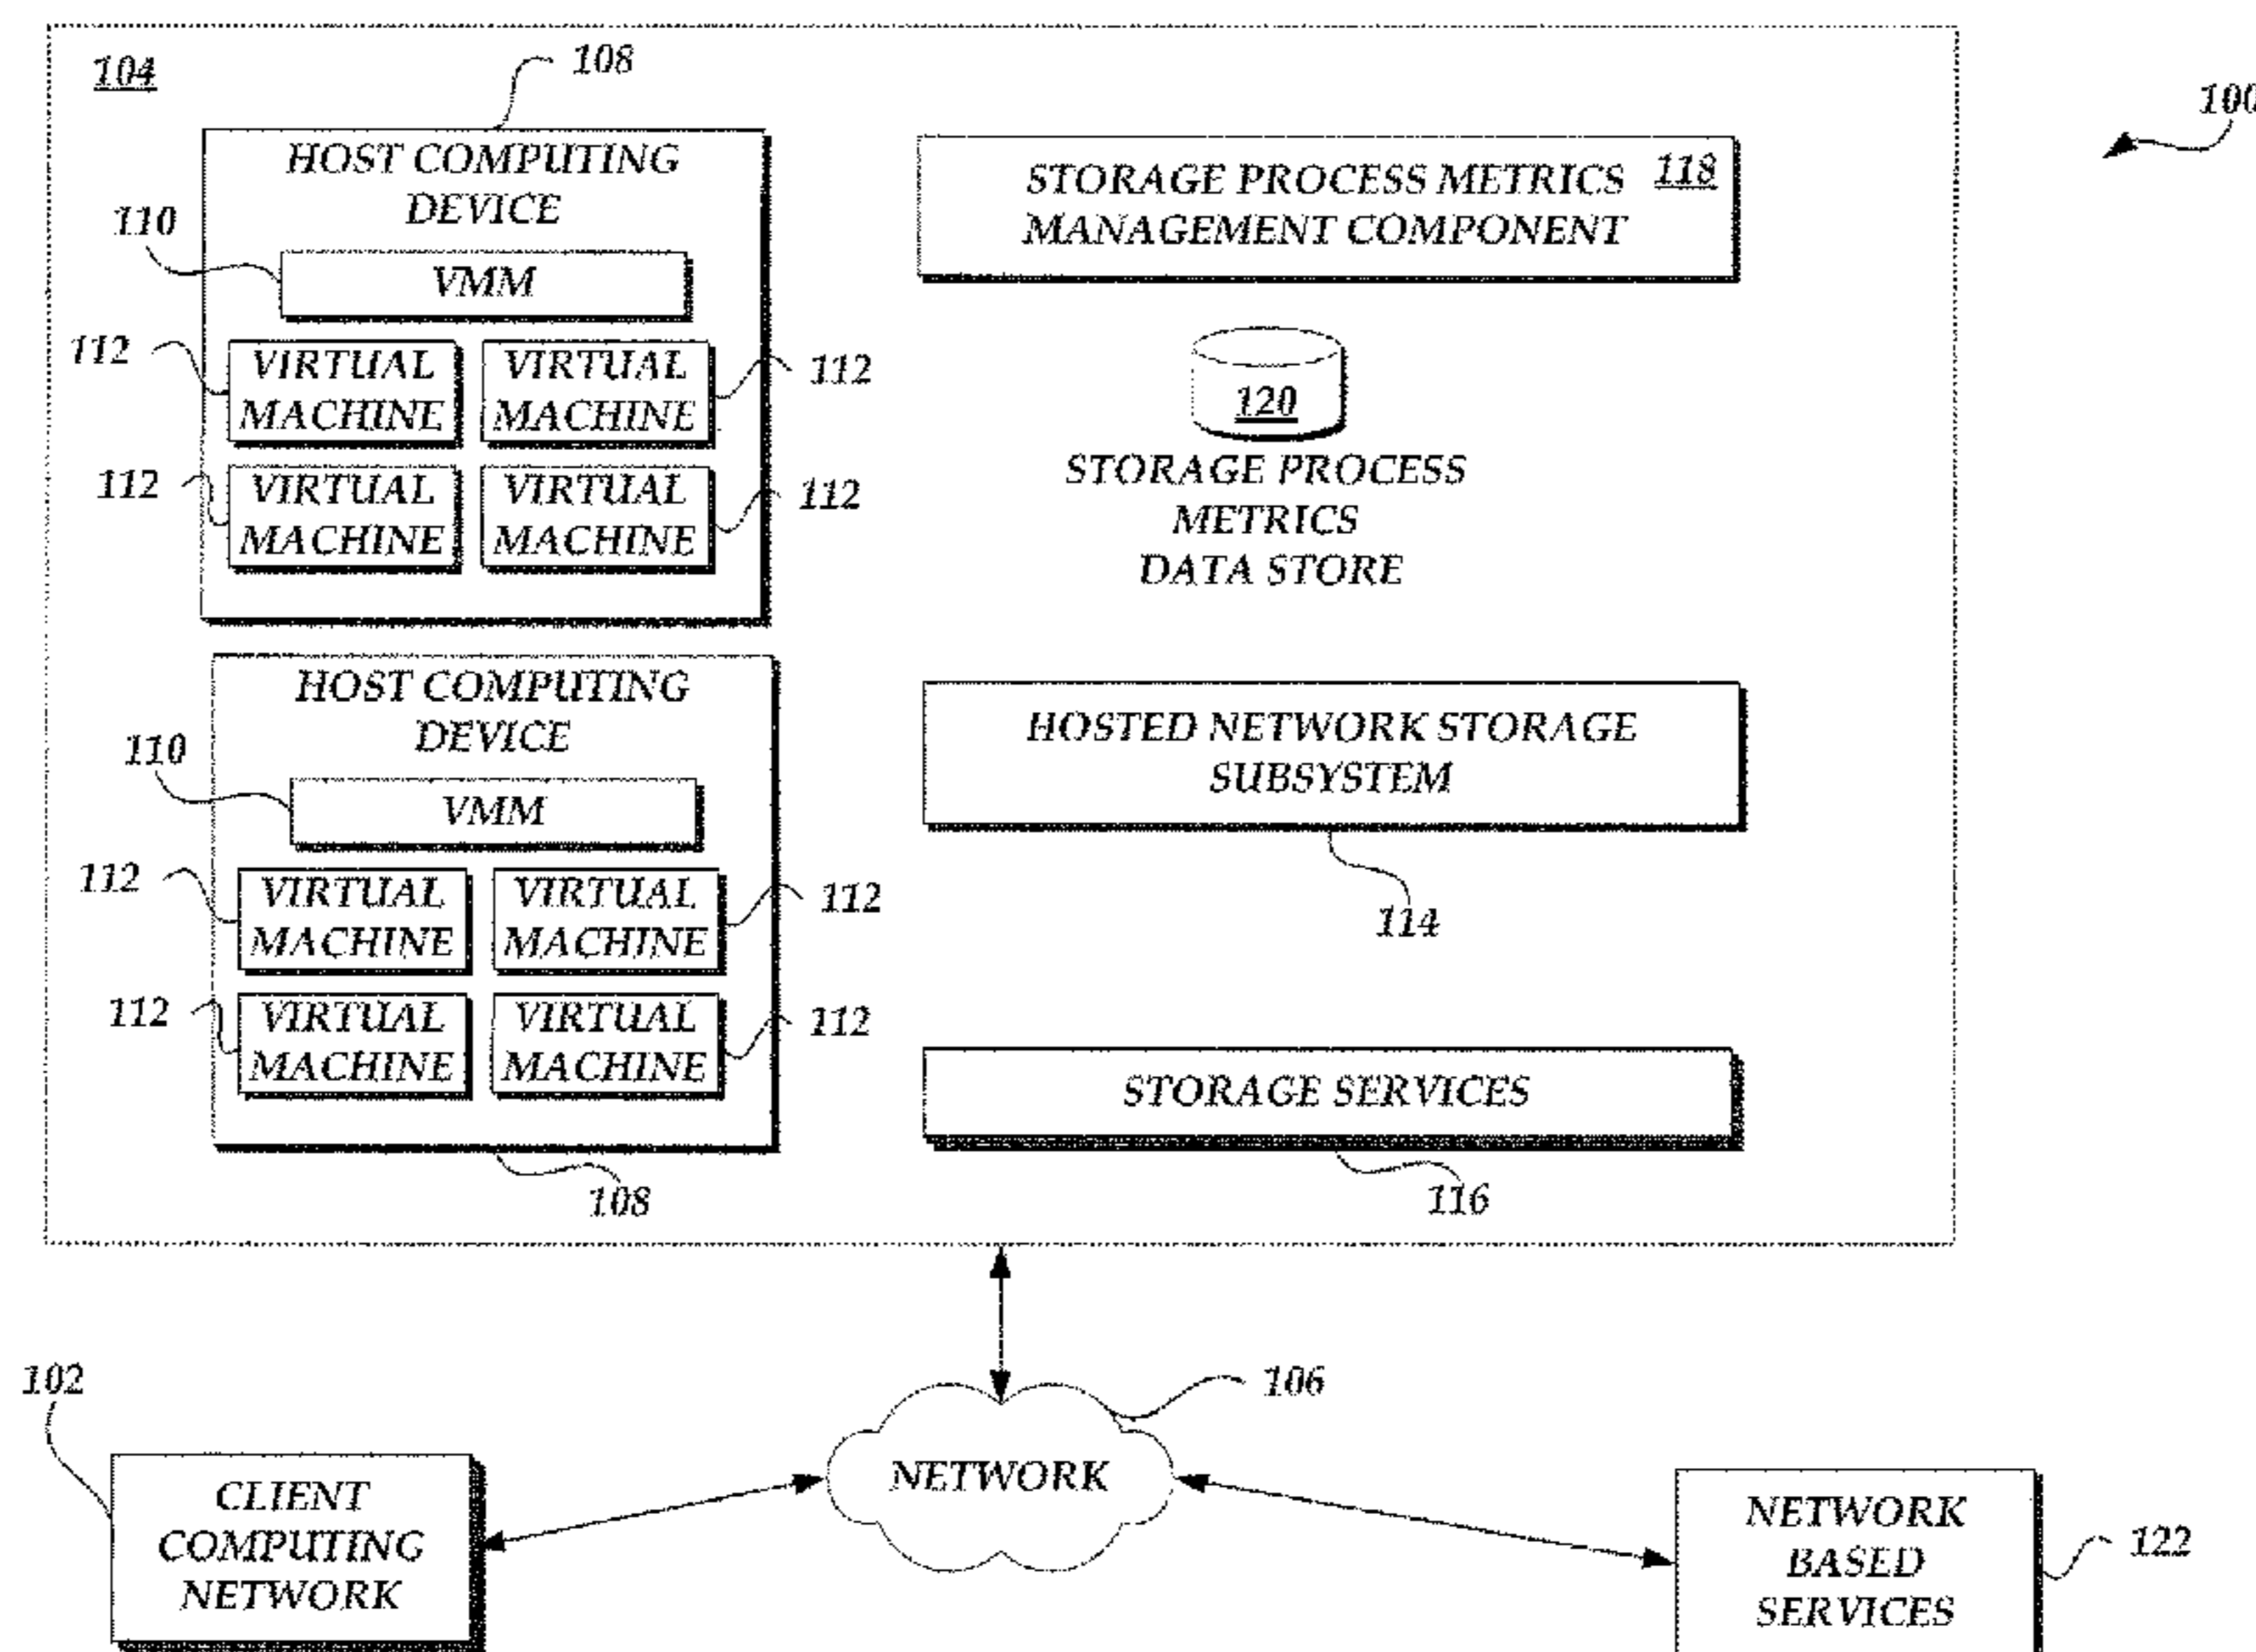 104
108
100
HOST COMPUTING
DEVICE
110
VMM
112
VIRTUAL
MACHINE
VIRTUAL
MACHINE
112
112
VIRTUAL
MACHINE
VIRTUAL
MACHINE
112
STORAGE PROCESS METRICS 118
MANAGEMENT COMPONENT
120
STORAGE PROCESS
METRICS
DATA STORE
HOST COMPUTING
DEVICE
110
VMM
112
VIRTUAL
MACHINE
VIRTUAL
MACHINE
112
112
VIRTUAL
MACHINE
VIRTUAL
MACHINE
112
108
HOSTED NETWORK STORAGE
SUBSYSTEM
114
STORAGE SERVICES
116
102
CLIENT
COMPUTING
NETWORK
106
NETWORK
NETWORK
BASED
SERVICES
122